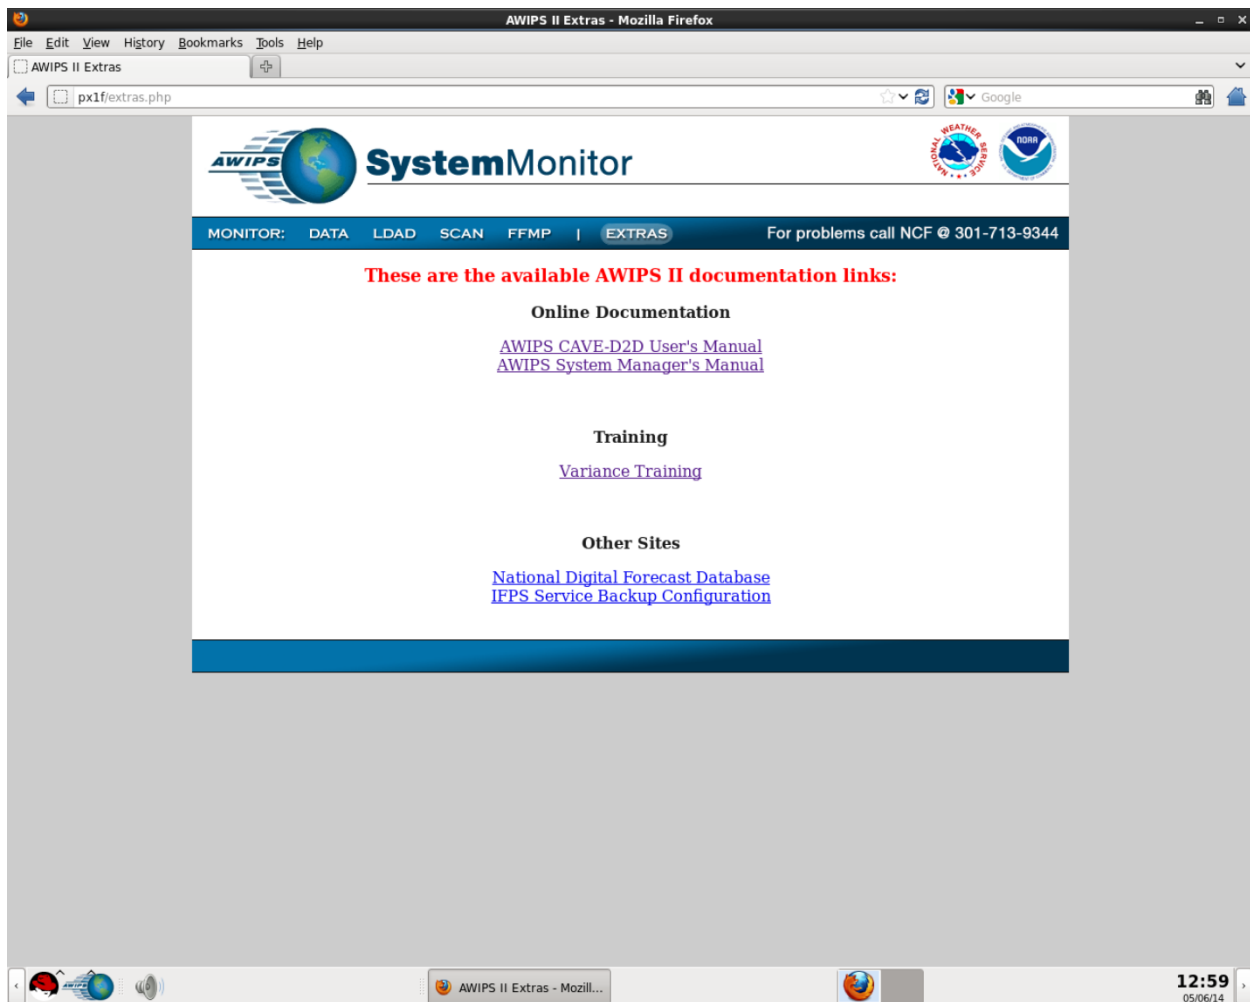 AWIPS II Extras - Mozilla Firefox
File Edit View History Bookmarks Tools Help
AWIPS II Extras
px1f/extras.php
Google
AWIPS
SystemMonitor
NATIONAL WEATHER SERVICE
NOAA
MONITOR: DATA LDAD SCAN FFMP | EXTRAS
For problems call NCF @ 301-713-9344
These are the available AWIPS II documentation links:
Online Documentation
AWIPS CAVE-D2D User's Manual
AWIPS System Manager's Manual
Training
Variance Training
Other Sites
National Digital Forecast Database
IFPS Service Backup Configuration
AWIPS
AWIPS II Extras - Mozill...
12:59
05/06/14